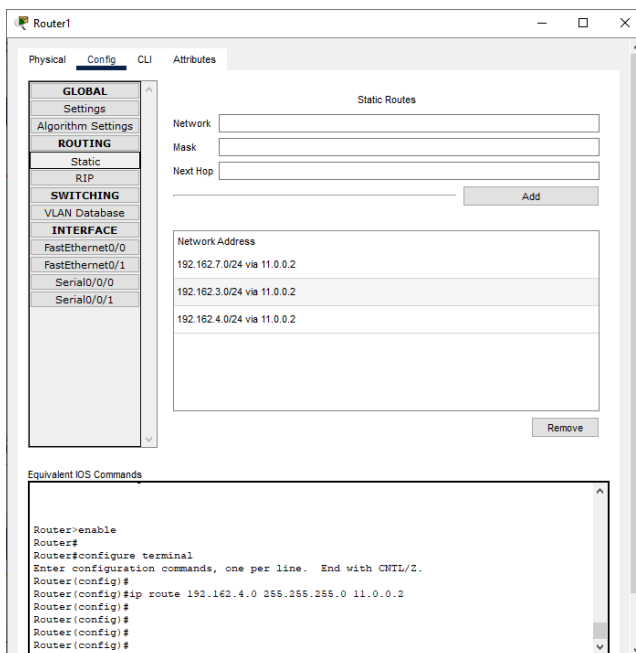 Router1
Physical Config CLI Attributes
GLOBAL
Settings
Algorithm Settings
ROUTING
Static
RIP
SWITCHING
VLAN Database
INTERFACE
FastEthernet0/0
FastEthernet0/1
Serial0/0/0
Serial0/0/1
Static Routes
Network
Mask
Next Hop
Add
Network Address
192.162.7.0/24 via 11.0.0.2
192.162.3.0/24 via 11.0.0.2
192.162.4.0/24 via 11.0.0.2
Remove
Equivalent IOS Commands
Router>enable
Router#
Router#configure terminal
Enter configuration commands, one per line. End with CNTL/Z.
Router(config)#
Router(config)#ip route 192.162.4.0 255.255.255.0 11.0.0.2
Router(config)#
Router(config)#
Router(config)#
Router(config)#